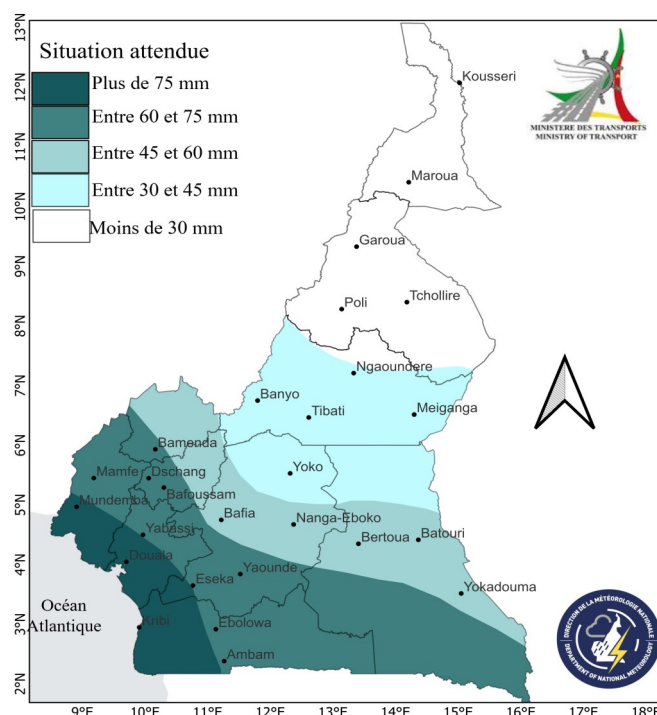 Situation attendue
Plus de 75 mm
Entre 60 et 75 mm
Entre 45 et 60 mm
Entre 30 et 45 mm
Moins de 30 mm
MINISTERE DES TRANSPORTS
MINISTRY OF TRANSPORT
13°N
12°N
11°N
10°N
9°N
8°N
7°N
6°N
5°N
4°N
3°N
2°N
Kousseri
Maroua
Garoua
Poli
Tchollire
Ngaoundere
Banyo
Tibati
Meiganga
Bamenda
Mamfe
Dschang
Yoko
Bafoussam
Mundemba
Bafia
Nanga-Eboko
Yabassi
Bertoua
Batouri
Douala
Yaounde
Eseka
Yokadouma
Océan
Atlantique
Kribi
Ebolowa
Ambam
DIRECTION DE LA MÉTÉOROLOGIE NATIONALE
DEPARTMENT OF NATIONAL METEOROLOGY
9°E
10°E
11°E
12°E
13°E
14°E
15°E
16°E
17°E
18°E